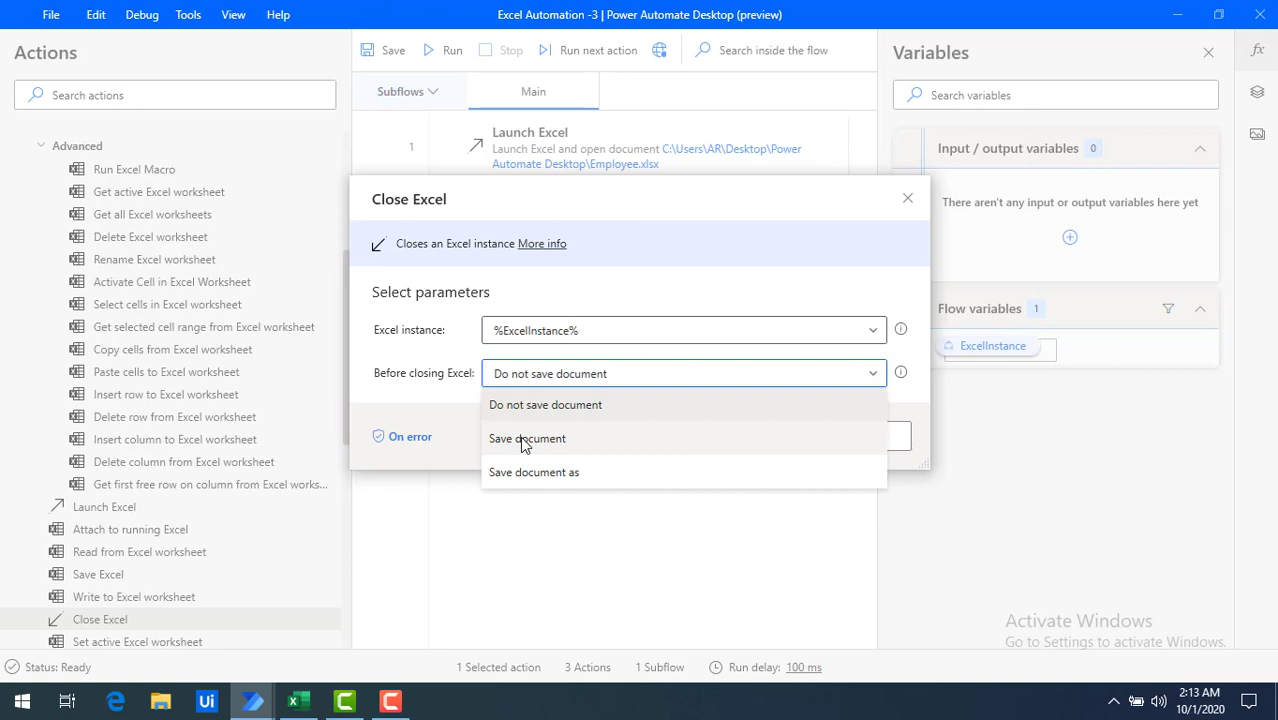 File Edit Debug Tools View Help
Excel Automation -3 | Power Automate Desktop (preview)
Actions
Search actions
Advanced
Run Excel Macro
Get active Excel worksheet
Get all Excel worksheets
Delete Excel worksheet
Rename Excel worksheet
Activate Cell in Excel Worksheet
Select cells in Excel worksheet
Get selected cell range from Excel worksheet
Copy cells from Excel worksheet
Paste cells to Excel worksheet
Delete from Excel worksheet
Insert row to Excel worksheet
Delete row from Excel worksheet
Insert column to Excel worksheet
Delete column from Excel worksheet
Get first free row on column from Excel works...
Launch Excel
Attach to running Excel
Read from Excel worksheet
Save Excel
Write to Excel worksheet
Close Excel
Set active Excel worksheet
Save Run Stop Run next action Search inside the flow
Subflows Main
1
Launch Excel
Launch Excel and open document C:\Users\AR\Desktop\Power
Automate Desktop\Employee.xlsx
Close Excel
Closes an Excel instance More info
Select parameters
Excel instance: %ExcelInstance%
Before closing Excel: Do not save document
Do not save document
Save document
Save document as
On error
Variables
fx
Search variables
Input / output variables 0
There aren't any input or output variables here yet
Flow variables 1
ExcelInstance
Activate Windows
Go to Settings to activate Windows.
Status: Ready 1 Selected action 3 Actions 1 Subflow Run delay: 100 ms
Ui
2:13 AM
10/1/2020